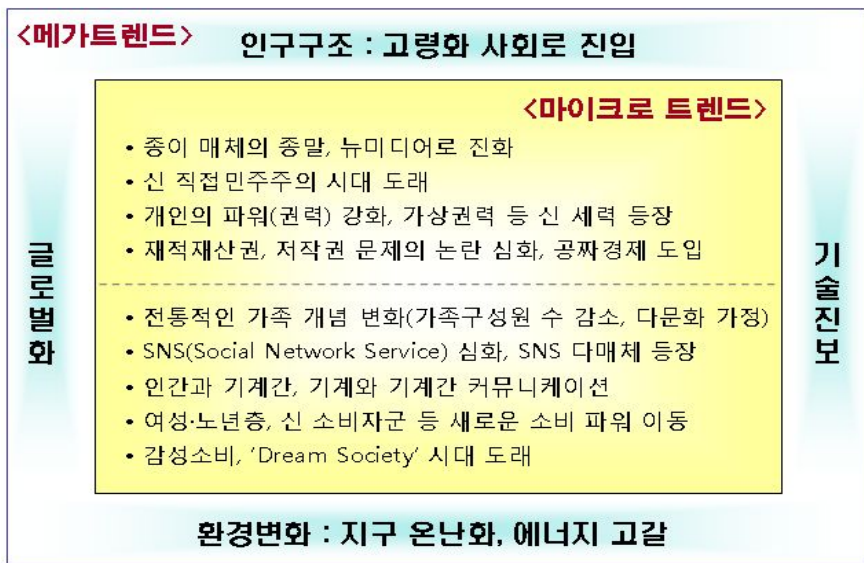 <메가트렌드>
인구구조 : 고령화 사회로 진입
<마이크로 트렌드>
• 종이 매체의 종말, 뉴미디어로 진화
• 신 직접민주주의 시대 도래
• 개인의 파워(권력) 강화, 가상권력 등 신 세력 등장
• 재적재산권, 저작권 문제의 논란 심화, 공짜경제 도입
• 전통적인 가족 개념 변화(가족구성원 수 감소, 다문화 가정)
• SNS(Social Network Service) 심화, SNS 다매체 등장
• 인간과 기계간, 기계와 기계간 커뮤니케이션
• 여성·노년층, 신 소비자군 등 새로운 소비 파워 이동
• 감성소비, ‘Dream Society’ 시대 도래
글로벌화
기술진보
환경변화 : 지구 온난화, 에너지 고갈